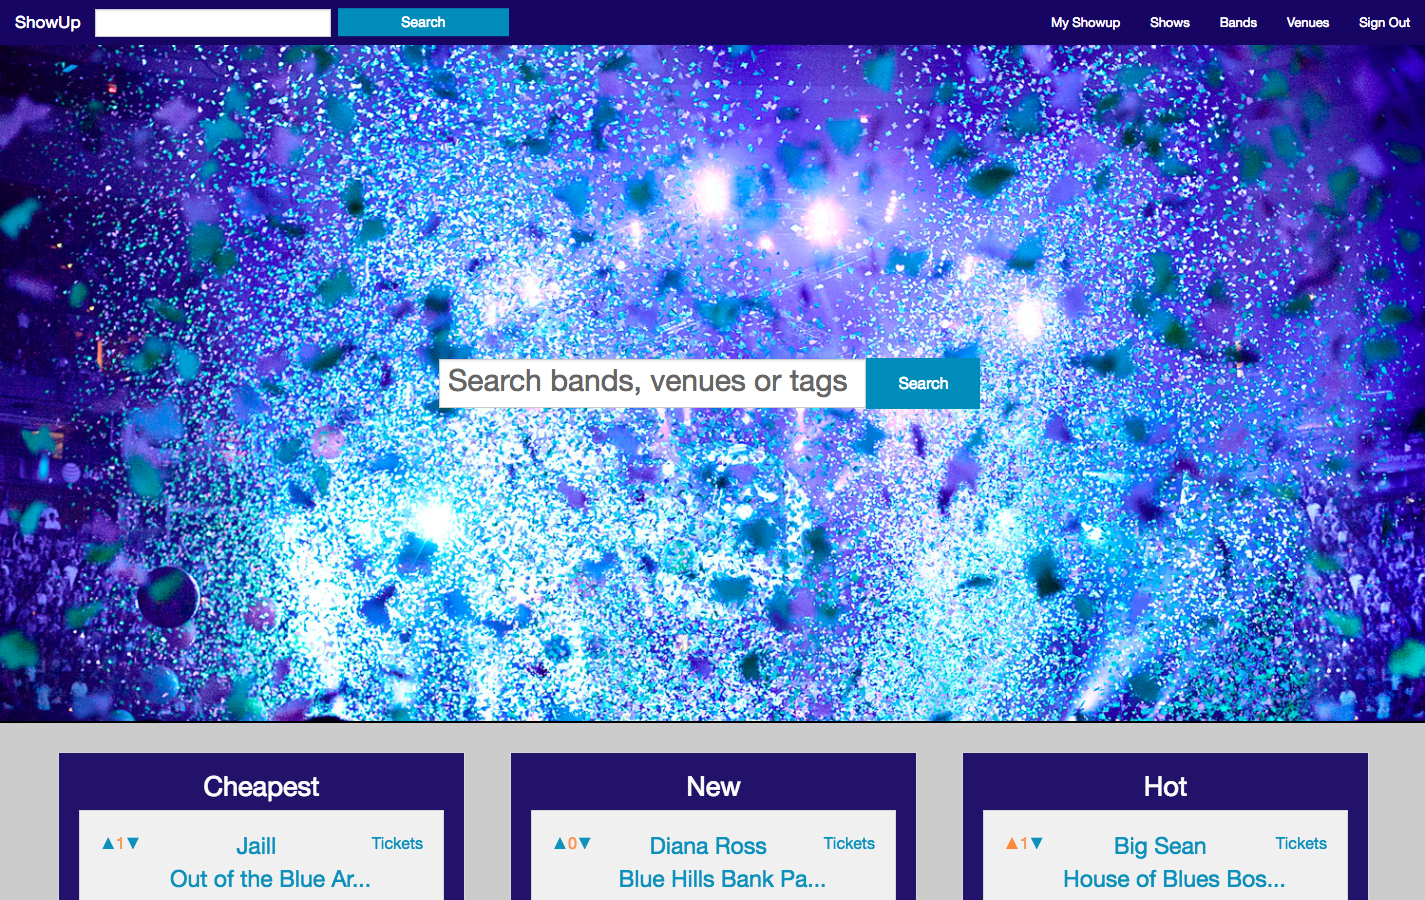 ShowUp Search My Showup Shows Bands Venues Sign Out
Search bands, venues or tags Search
Cheapest
▲1▼ Jaill Tickets
Out of the Blue Ar...
New
▲0▼ Diana Ross Tickets
Blue Hills Bank Pa...
Hot
▲1▼ Big Sean Tickets
House of Blues Bos...